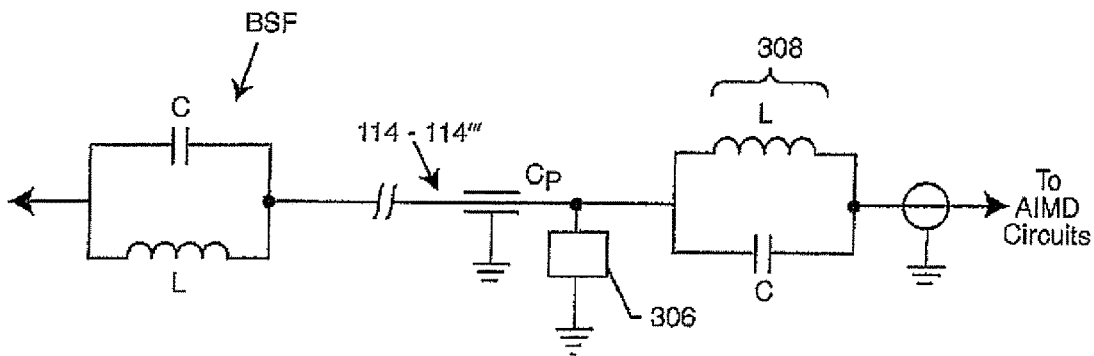 BSF
308
C
L
114 - 114‴
CP
To
AIMD
Circuits
L
C
306